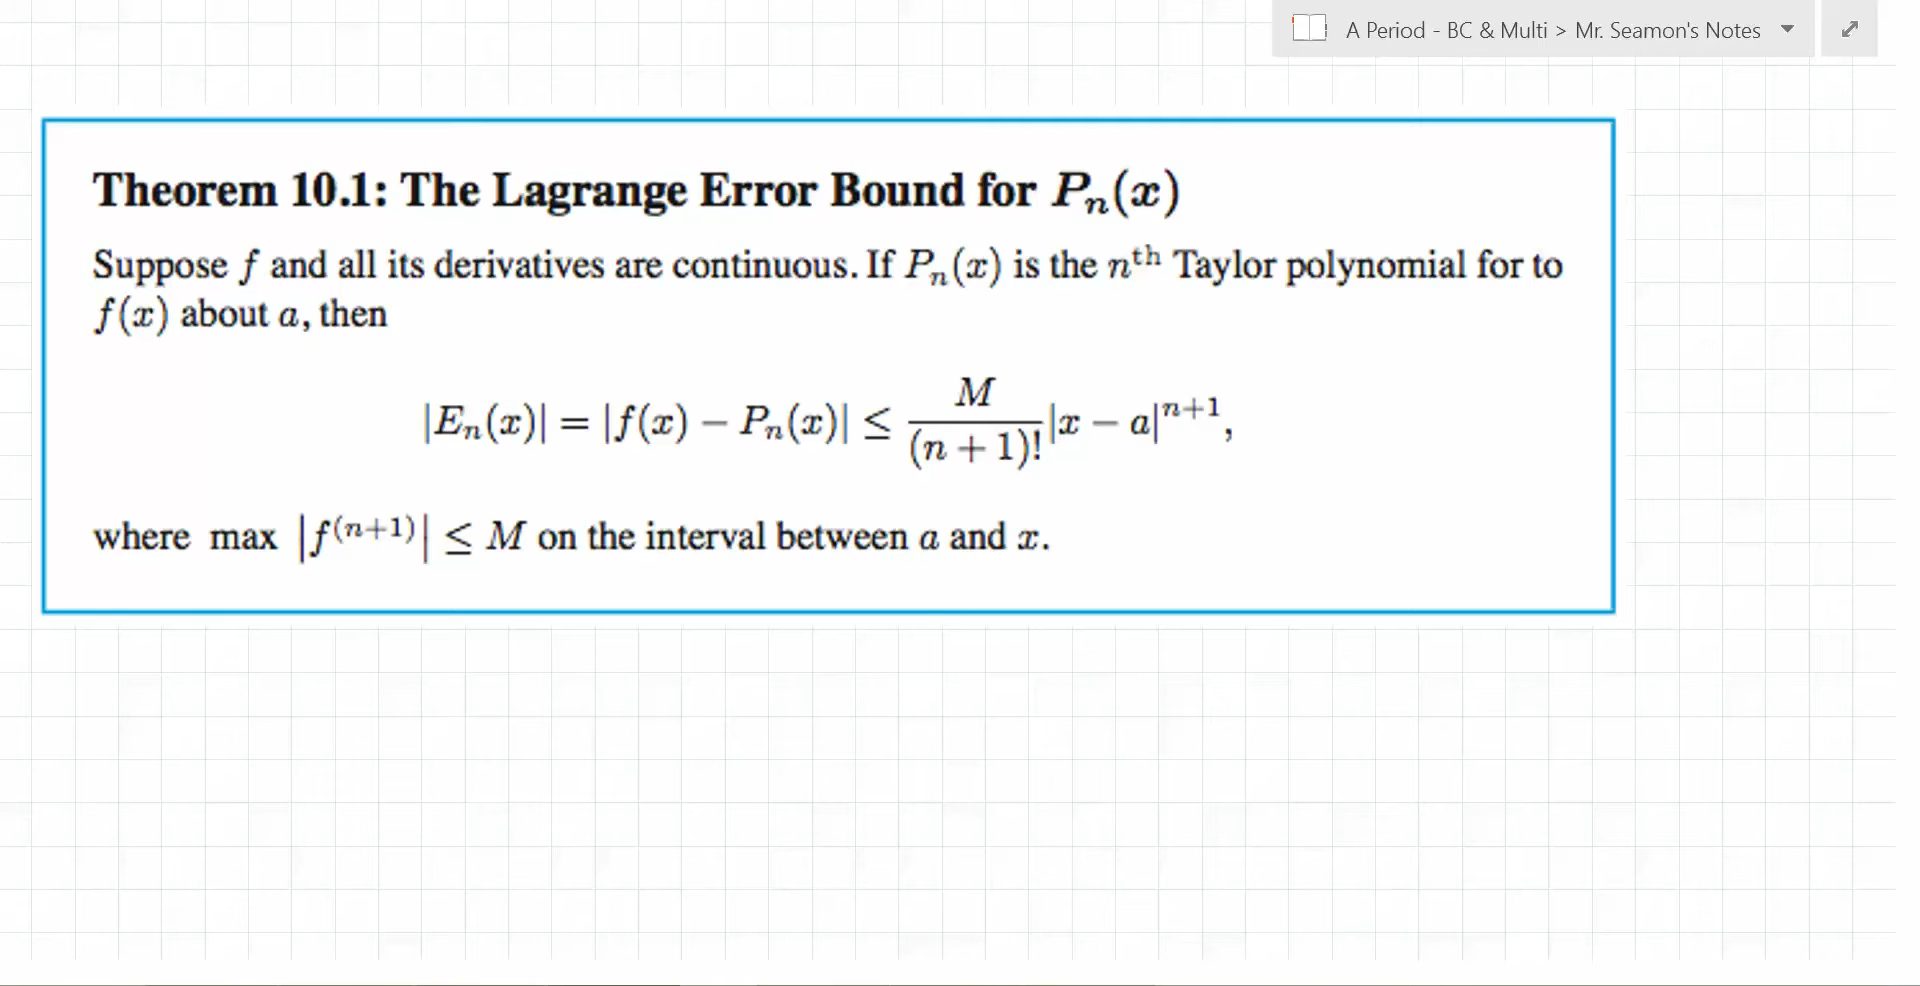 A Period - BC & Multi > Mr. Seamon's Notes
Theorem 10.1: The Lagrange Error Bound for Pₙ(x)
Suppose f and all its derivatives are continuous. If Pₙ(x) is the nᵗʰ Taylor polynomial for to
f(x) about a, then
|Eₙ(x)| = |f(x) − Pₙ(x)| ≤ M/(n + 1)! |x − a|ⁿ⁺¹,
where max |f⁽ⁿ⁺¹⁾| ≤ M on the interval between a and x.